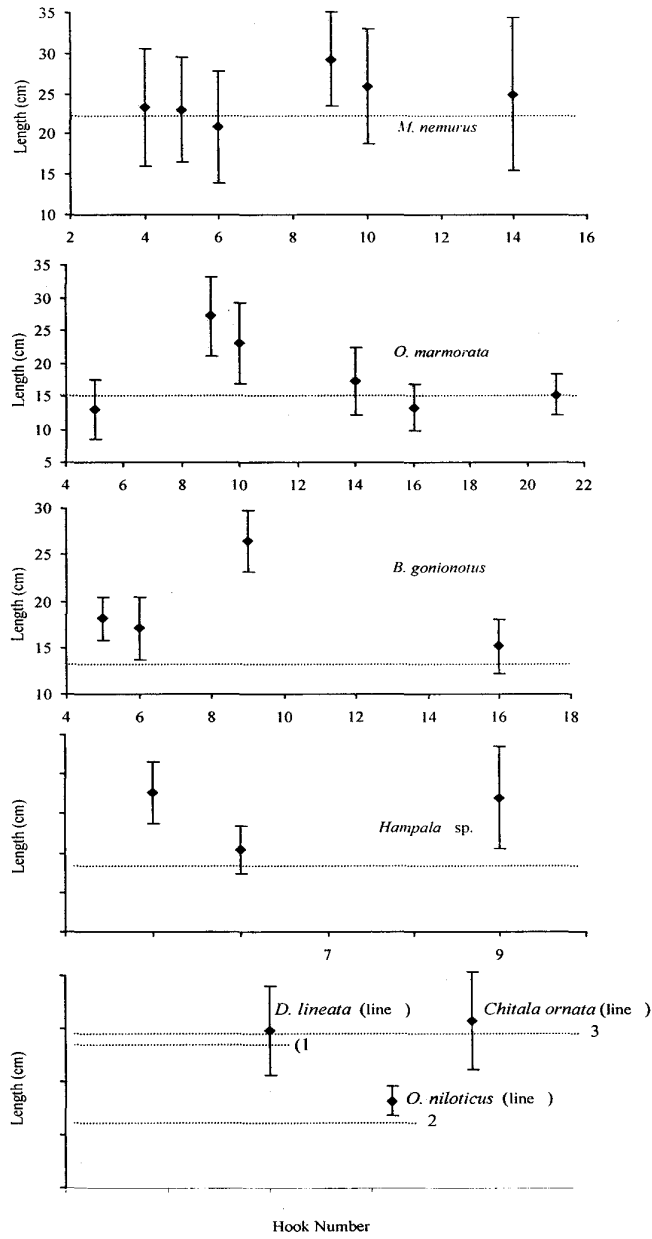 35
30
25
20
15
10
Length (cm)
M. nemurus
2 4 6 8 10 12 14 16
35
30
25
20
15
10
5
Length (cm)
O. marmorata
4 6 8 10 12 14 16 18 20 22
30
25
20
15
10
Length (cm)
B. gonionotus
4 6 8 10 12 14 16 18
Length (cm)
Hampala sp.
7 9
Length (cm)
D. lineata (line )
Chitala ornata (line )
(1
3
O. niloticus (line )
2
Hook Number